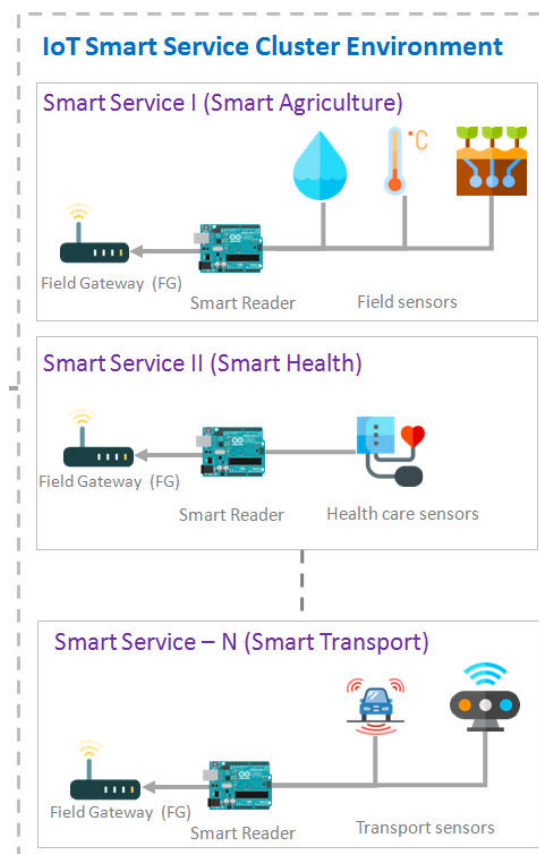 IoT Smart Service Cluster Environment
Smart Service I (Smart Agriculture)
°C
Field Gateway (FG)
Smart Reader
Field sensors
Smart Service II (Smart Health)
Field Gateway (FG)
Smart Reader
Health care sensors
Smart Service – N (Smart Transport)
Field Gateway (FG)
Smart Reader
Transport sensors